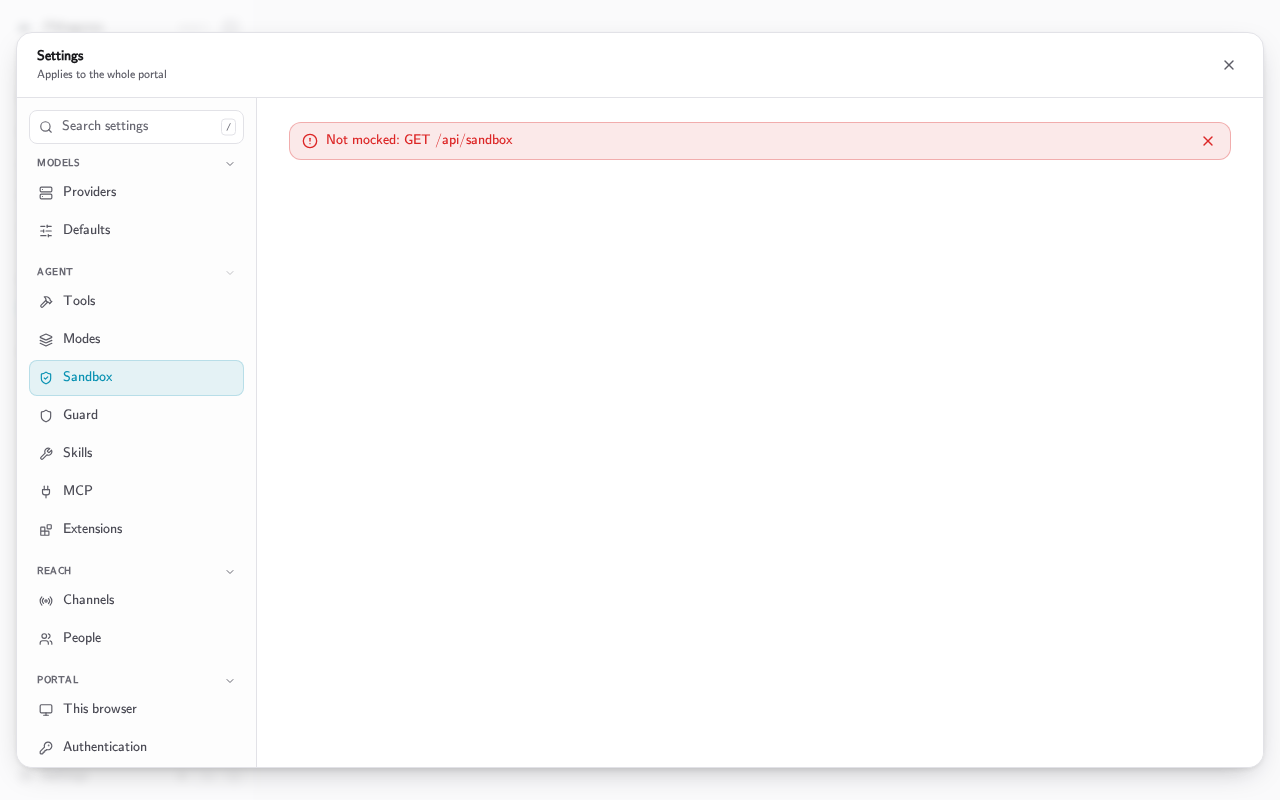 Settings
Applies to the whole portal
Search settings
/
MODELS
Providers
Defaults
AGENT
Tools
Modes
Sandbox
Guard
Skills
MCP
Extensions
REACH
Channels
People
PORTAL
This browser
Authentication
Not mocked: GET /api/sandbox